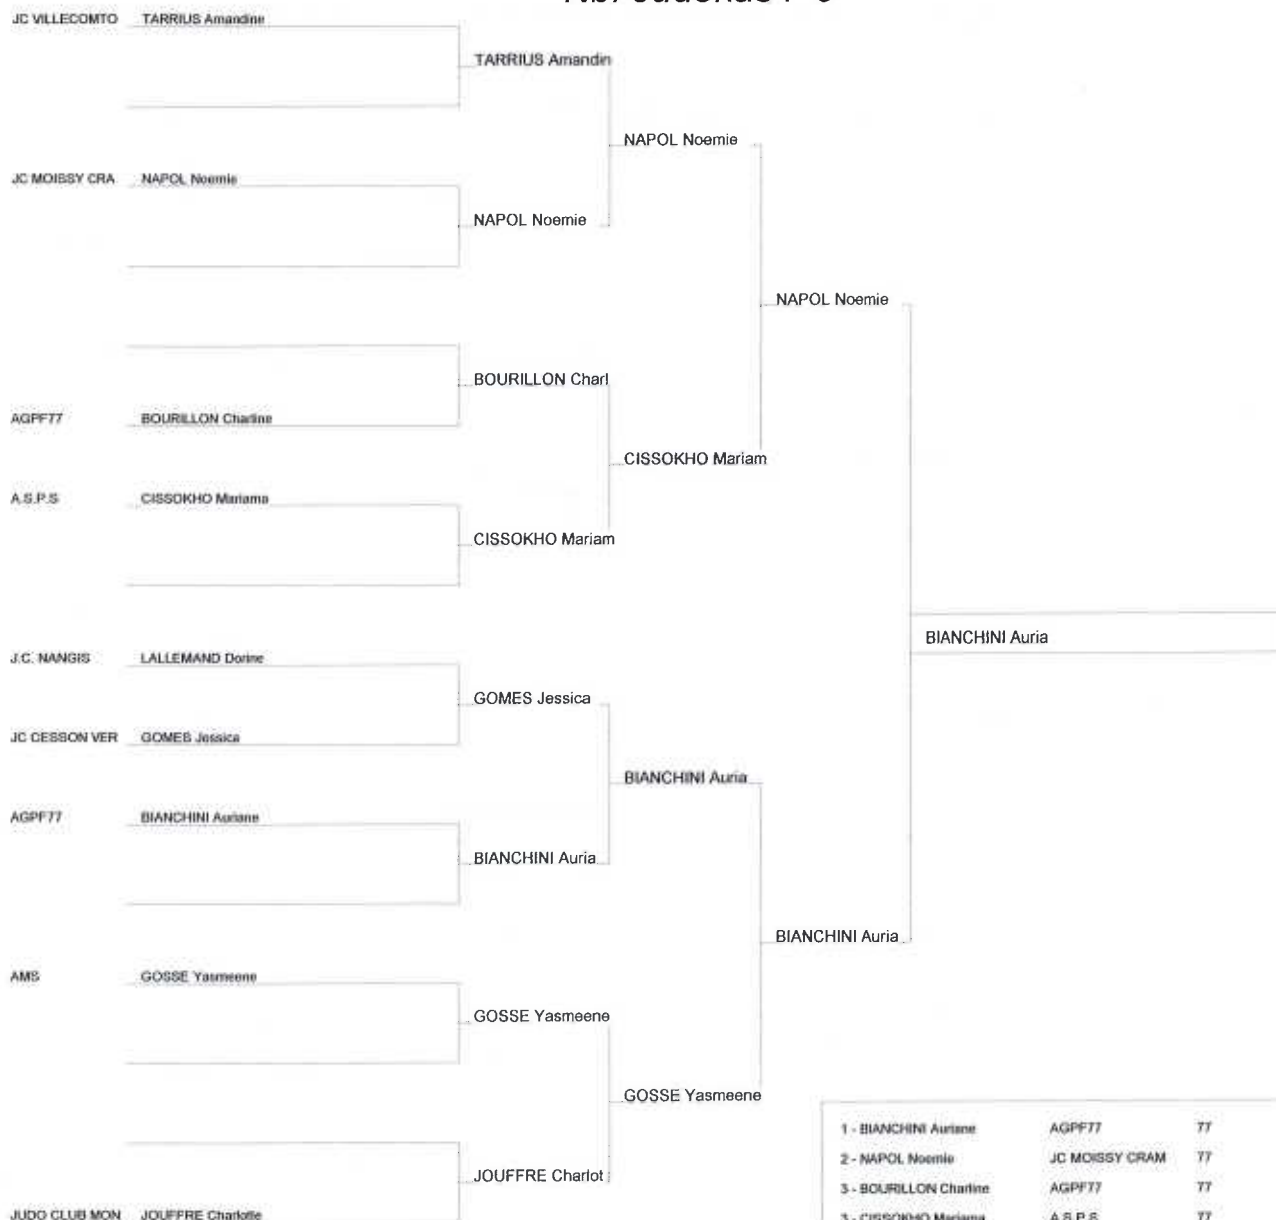 JC VILLECOMTO TARRIUS Amandine
TARRIUS Amandin
NAPOL Noemie
JC MOISSY CRA NAPOL Noemie
NAPOL Noemie
NAPOL Noemie
BOURILLON Charl
AGPF77 BOURILLON Charline
CISSOKHO Mariam
A.S.P.S CISSOKHO Mariama
CISSOKHO Mariam
BIANCHINI Auria
J.C. NANGIS LALLEMAND Dorine
GOMES Jessica
JC CESSON VER GOMES Jessica
BIANCHINI Auria
AGPF77 BIANCHINI Auriane
BIANCHINI Auria
BIANCHINI Auria
AMS GOSSE Yasmeene
GOSSE Yasmeene
GOSSE Yasmeene
JOUFFRE Charlot
JUDO CLUB MON JOUFFRE Charlotte
1 - BIANCHINI Auriane AGPF77 77
2 - NAPOL Noemie JC MOISSY CRAM 77
3 - BOURILLON Charline AGPF77 77
3 - CISSOKHO Mariama A.S.P.S 77